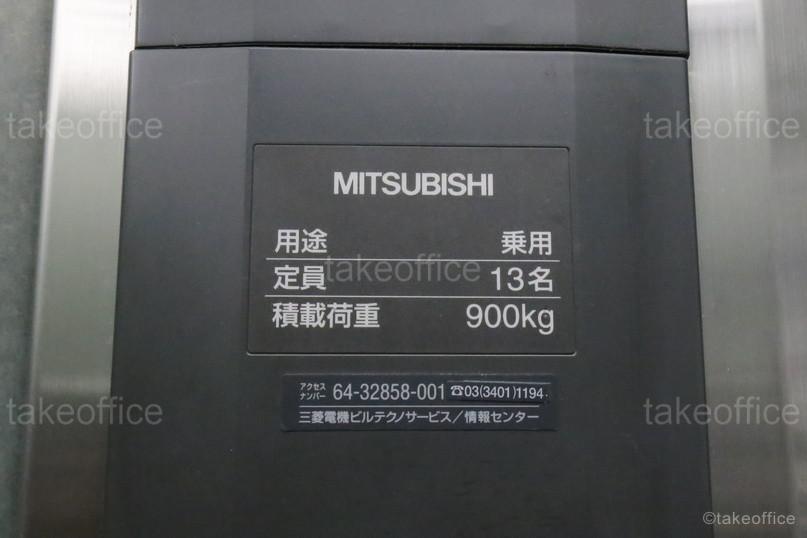 takeoffice takeoffice
MITSUBISHI
用途 乗用
takeoffice
定員 13名
積載荷重 900kg
アクセス
ナンバー 64-32858-001 ☎03(3401)1194
三菱電機ビルテクノサービス／情報センター
takeoffice takeoffice
©takeoffice